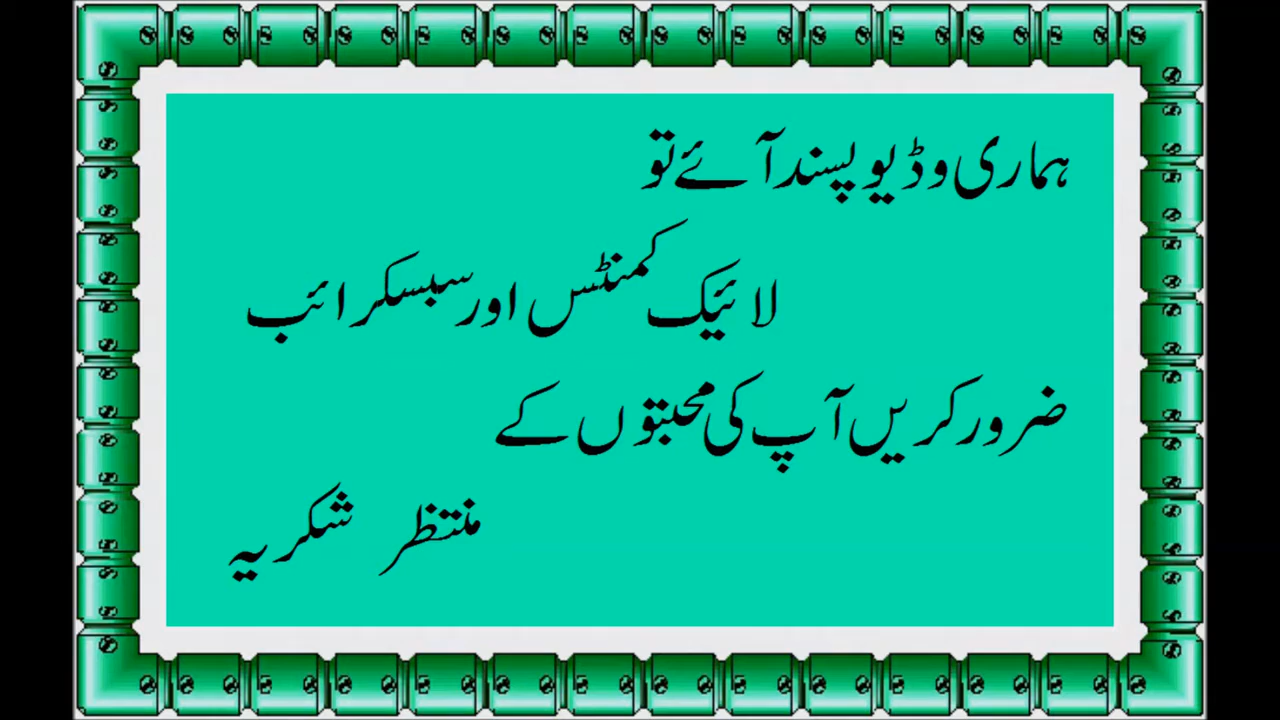 ہماری وڈیو پسند آئے تو
لائیک کمنٹس اور سبسکرائب
ضرور کریں آپ کی محبتوں کے
منتظر شکریہ